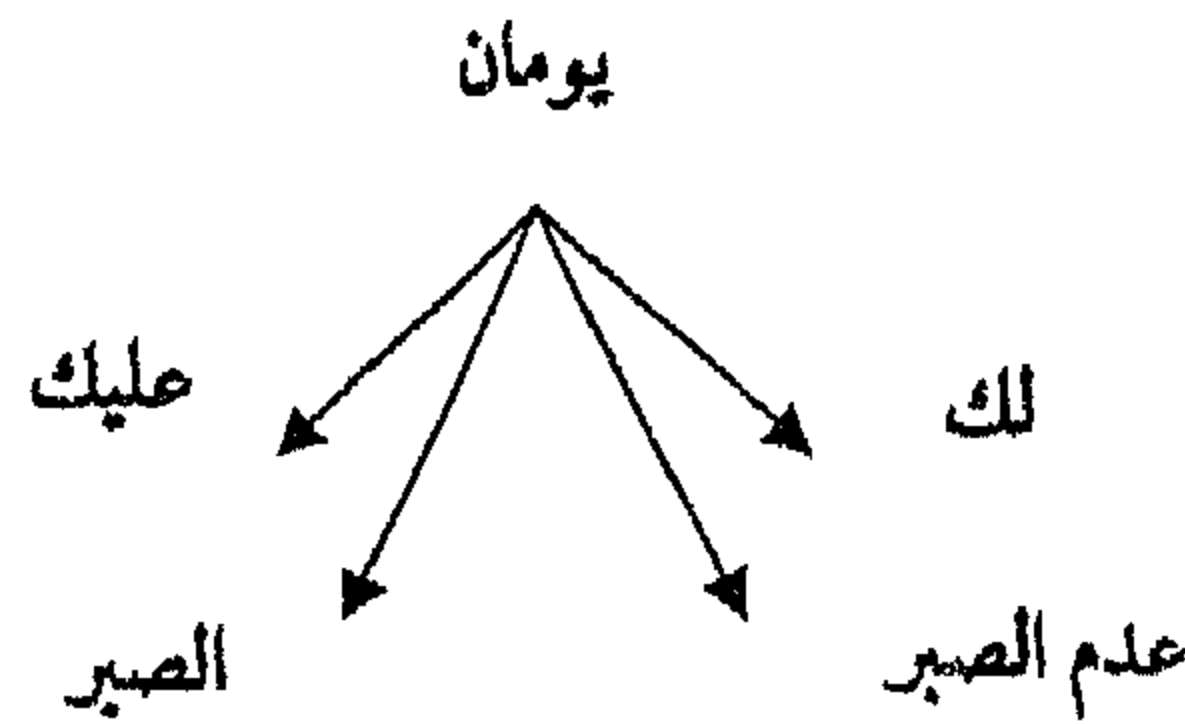 يومان
لك
عليك
عدم الصبر
الصبر